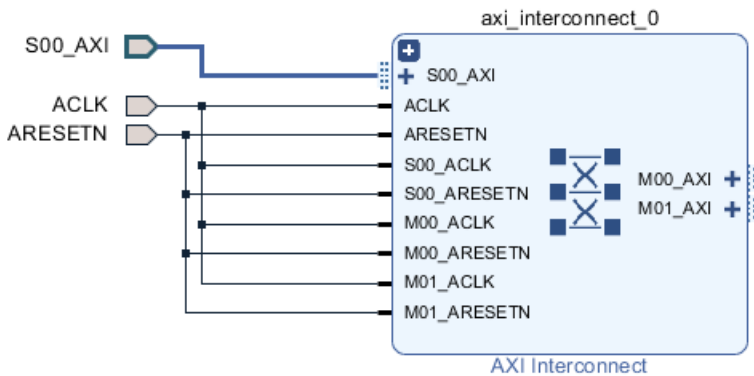 axi_interconnect_0
S00_AXI
ACLK
ARESETN
S00_AXI
ACLK
ARESETN
S00_ACLK
S00_ARESETN
M00_ACLK
M00_ARESETN
M01_ACLK
M01_ARESETN
M00_AXI
M01_AXI
AXI Interconnect